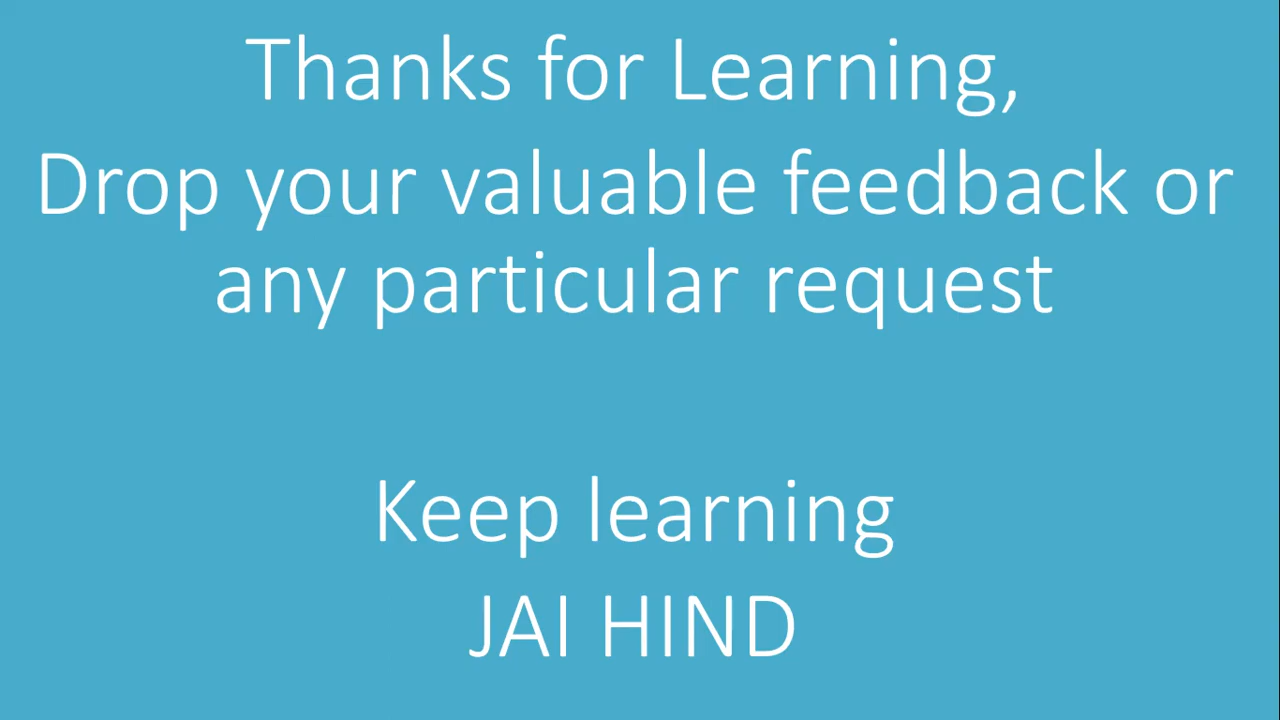 Thanks for Learning,
Drop your valuable feedback or
any particular request
Keep learning
JAI HIND